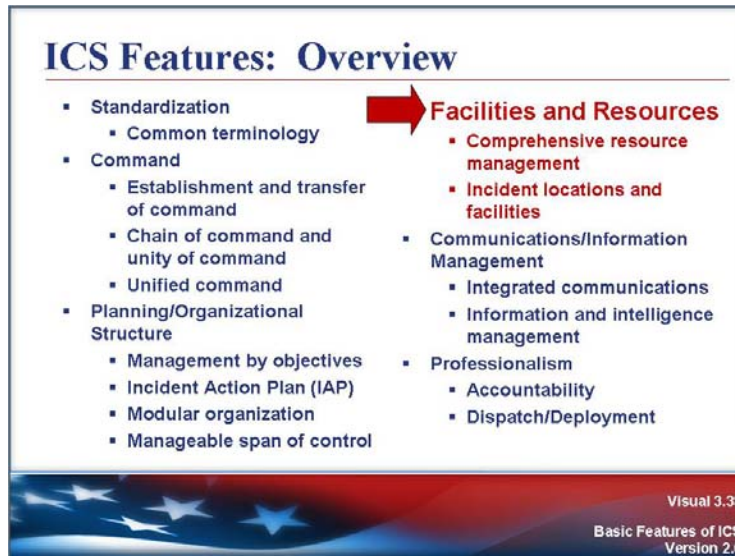 ICS Features: Overview
Standardization
Common terminology
Command
Establishment and transfer
of command
Chain of command and
unity of command
Unified command
Planning/Organizational
Structure
Management by objectives
Incident Action Plan (IAP)
Modular organization
Manageable span of control
Facilities and Resources
Comprehensive resource
management
Incident locations and
facilities
Communications/Information
Management
Integrated communications
Information and intelligence
management
Professionalism
Accountability
Dispatch/Deployment
Visual
Basic Features of ICS
Version